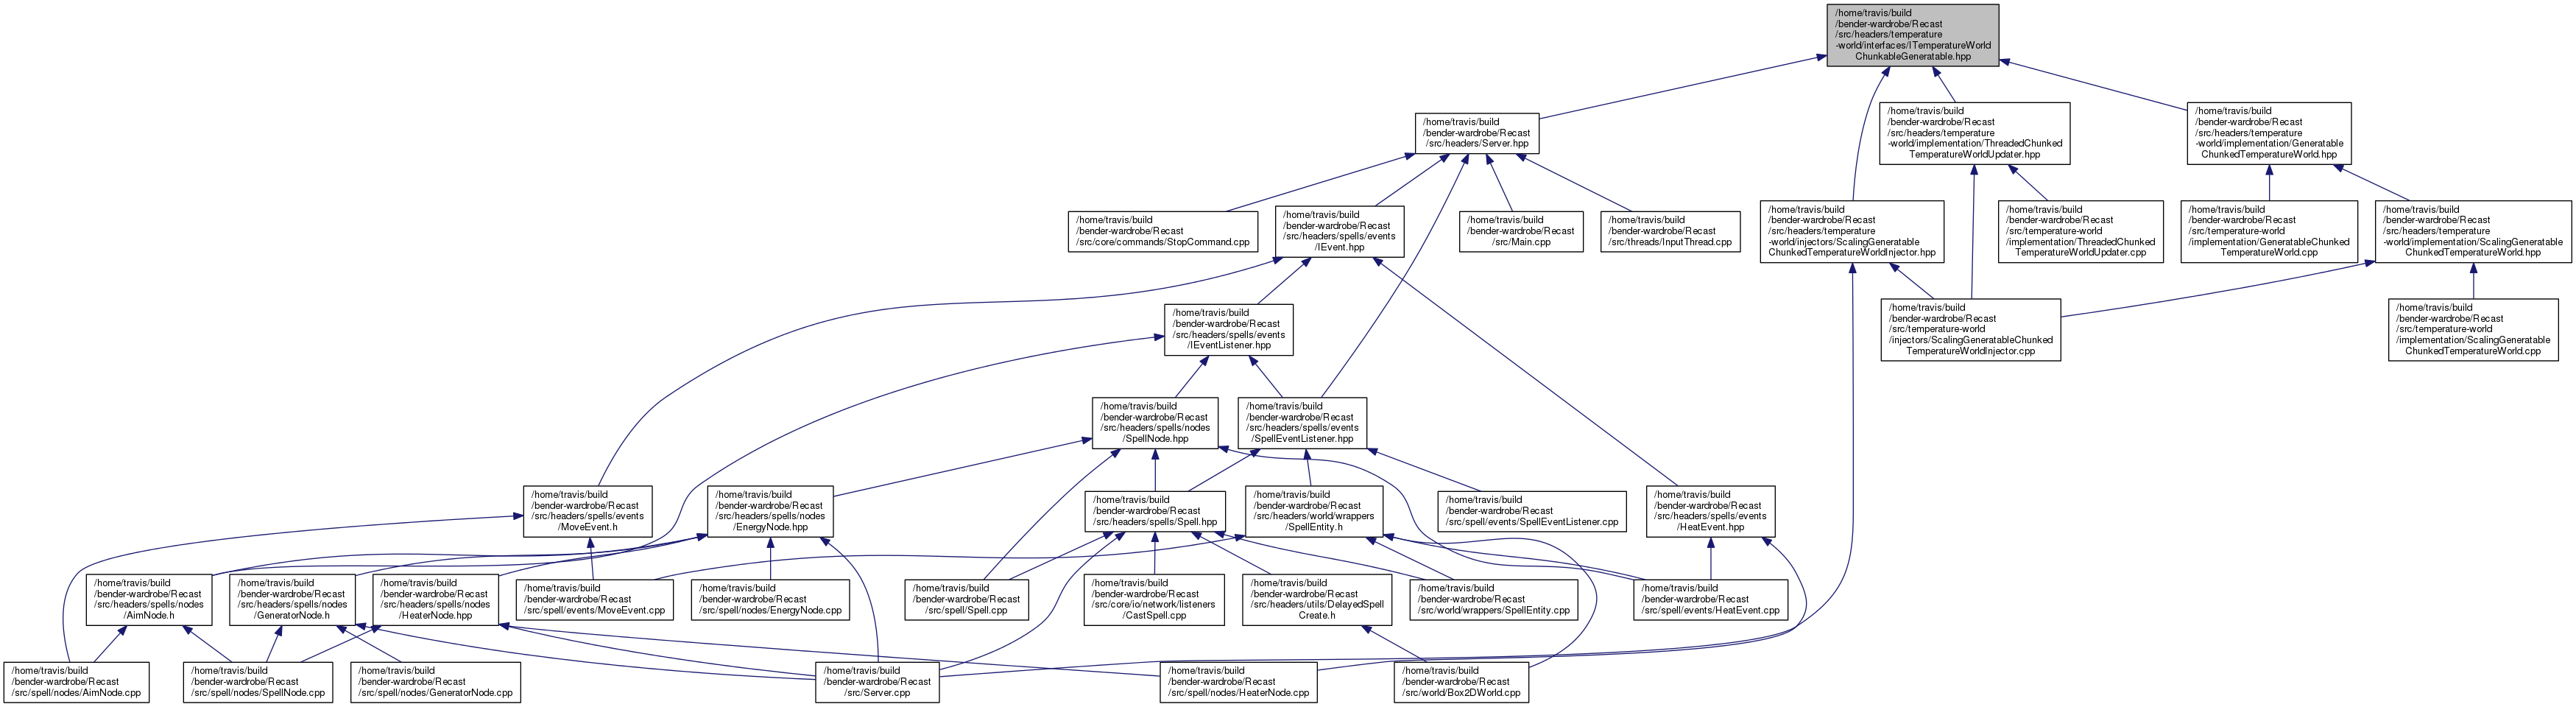 /home/travis/build
/bender-wardrobe/Recast
/src/headers/temperature
-world/interfaces/ITemperatureWorld
ChunkableGeneratable.hpp
/home/travis/build
/bender-wardrobe/Recast
/src/headers/Server.hpp
/home/travis/build
/bender-wardrobe/Recast
/src/headers/temperature
-world/implementation/ThreadedChunked
TemperatureWorldUpdater.hpp
/home/travis/build
/bender-wardrobe/Recast
/src/headers/temperature
-world/implementation/Generatable
ChunkedTemperatureWorld.hpp
/home/travis/build
/bender-wardrobe/Recast
/src/core/commands/StopCommand.cpp
/home/travis/build
/bender-wardrobe/Recast
/src/headers/spells/events
/IEvent.hpp
/home/travis/build
/bender-wardrobe/Recast
/src/Main.cpp
/home/travis/build
/bender-wardrobe/Recast
/src/threads/InputThread.cpp
/home/travis/build
/bender-wardrobe/Recast
/src/headers/temperature
-world/injectors/ScalingGeneratable
ChunkedTemperatureWorldInjector.hpp
/home/travis/build
/bender-wardrobe/Recast
/src/temperature-world
/implementation/ThreadedChunked
TemperatureWorldUpdater.cpp
/home/travis/build
/bender-wardrobe/Recast
/src/temperature-world
/implementation/GeneratableChunked
TemperatureWorld.cpp
/home/travis/build
/bender-wardrobe/Recast
/src/headers/temperature
-world/implementation/ScalingGeneratable
ChunkedTemperatureWorld.hpp
/home/travis/build
/bender-wardrobe/Recast
/src/headers/spells/events
/IEventListener.hpp
/home/travis/build
/bender-wardrobe/Recast
/src/temperature-world
/injectors/ScalingGeneratableChunked
TemperatureWorldInjector.cpp
/home/travis/build
/bender-wardrobe/Recast
/src/temperature-world
/implementation/ScalingGeneratable
ChunkedTemperatureWorld.cpp
/home/travis/build
/bender-wardrobe/Recast
/src/headers/spells/nodes
/SpellNode.hpp
/home/travis/build
/bender-wardrobe/Recast
/src/headers/spells/events
/SpellEventListener.hpp
/home/travis/build
/bender-wardrobe/Recast
/src/headers/spells/events
/MoveEvent.h
/home/travis/build
/bender-wardrobe/Recast
/src/headers/spells/nodes
/EnergyNode.hpp
/home/travis/build
/bender-wardrobe/Recast
/src/headers/spells/Spell.hpp
/home/travis/build
/bender-wardrobe/Recast
/src/headers/world/wrappers
/SpellEntity.h
/home/travis/build
/bender-wardrobe/Recast
/src/spell/events/SpellEventListener.cpp
/home/travis/build
/bender-wardrobe/Recast
/src/headers/spells/events
/HeatEvent.hpp
/home/travis/build
/bender-wardrobe/Recast
/src/headers/spells/nodes
/AimNode.h
/home/travis/build
/bender-wardrobe/Recast
/src/headers/spells/nodes
/GeneratorNode.h
/home/travis/build
/bender-wardrobe/Recast
/src/headers/spells/nodes
/HeaterNode.hpp
/home/travis/build
/bender-wardrobe/Recast
/src/spell/events/MoveEvent.cpp
/home/travis/build
/bender-wardrobe/Recast
/src/spell/nodes/EnergyNode.cpp
/home/travis/build
/bender-wardrobe/Recast
/src/spell/Spell.cpp
/home/travis/build
/bender-wardrobe/Recast
/src/core/io/network/listeners
/CastSpell.cpp
/home/travis/build
/bender-wardrobe/Recast
/src/headers/utils/DelayedSpell
Create.h
/home/travis/build
/bender-wardrobe/Recast
/src/world/wrappers/SpellEntity.cpp
/home/travis/build
/bender-wardrobe/Recast
/src/spell/events/HeatEvent.cpp
/home/travis/build
/bender-wardrobe/Recast
/src/spell/nodes/AimNode.cpp
/home/travis/build
/bender-wardrobe/Recast
/src/spell/nodes/SpellNode.cpp
/home/travis/build
/bender-wardrobe/Recast
/src/spell/nodes/GeneratorNode.cpp
/home/travis/build
/bender-wardrobe/Recast
/src/Server.cpp
/home/travis/build
/bender-wardrobe/Recast
/src/spell/nodes/HeaterNode.cpp
/home/travis/build
/bender-wardrobe/Recast
/src/world/Box2DWorld.cpp